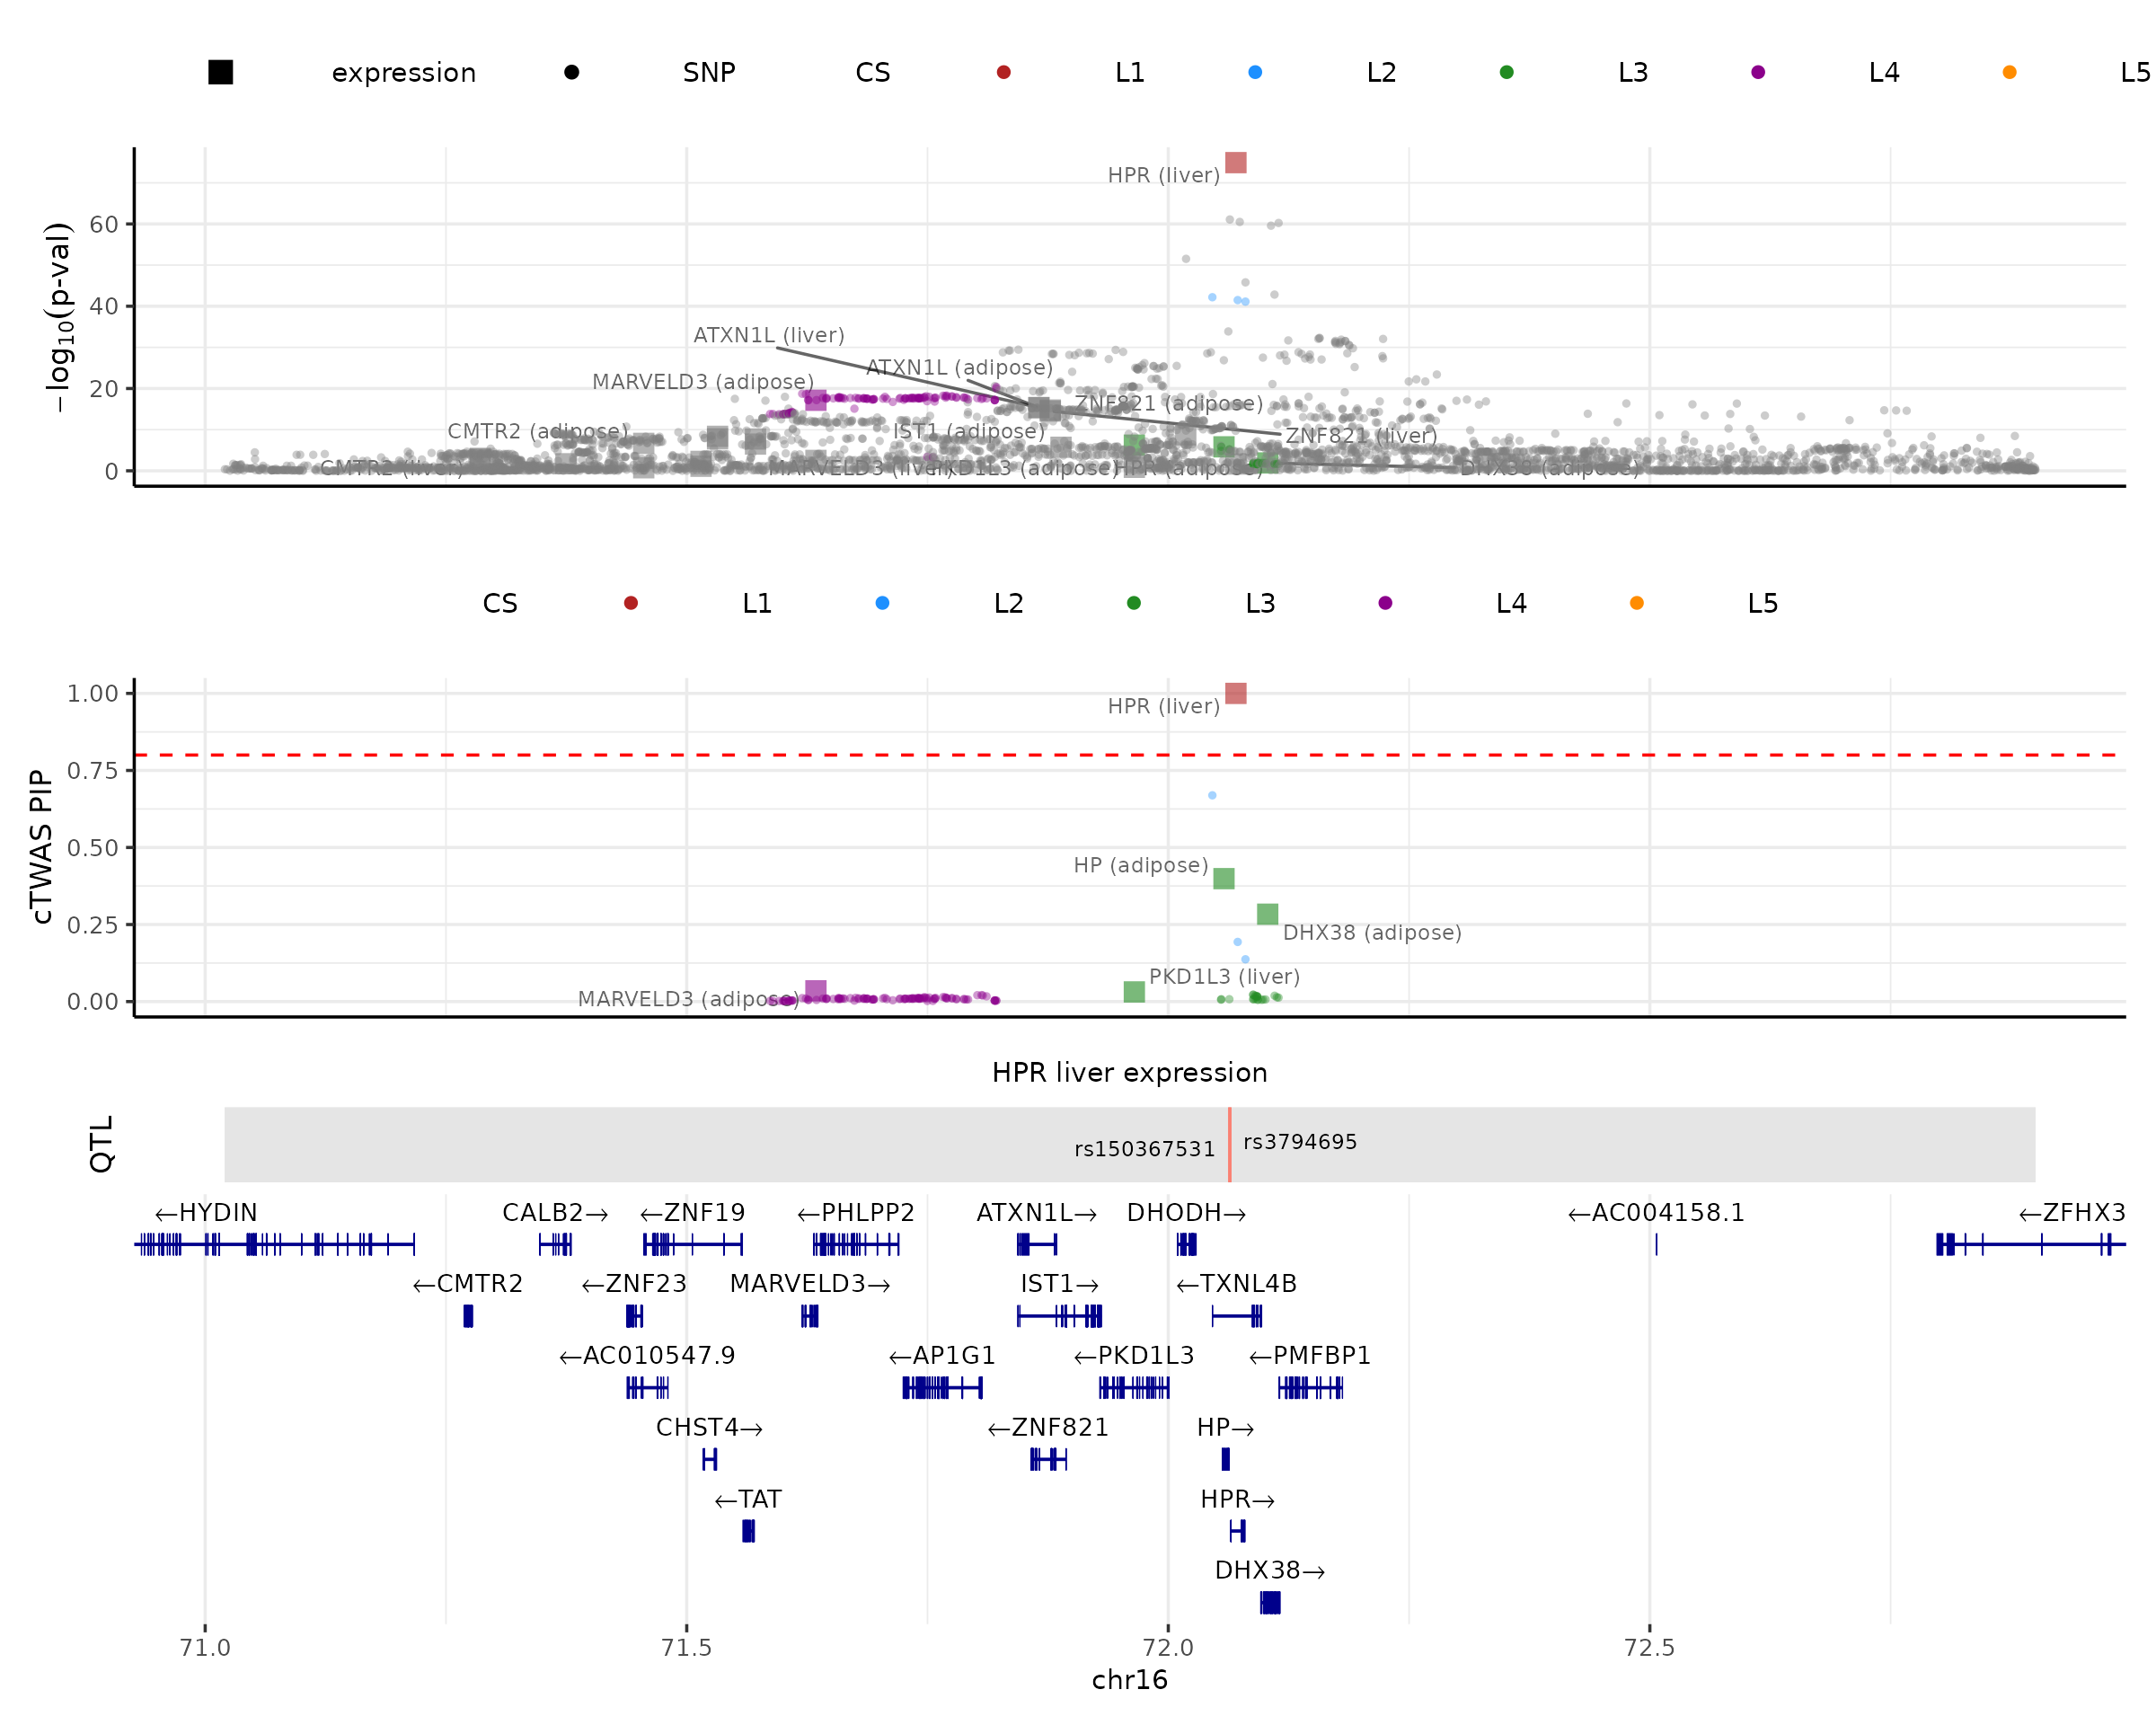 expression SNP CS L1 L2 L3 L4 L5
HPR (liver)
60
40
ATXN1L (liver)
ATXN1L (adipose)
MARVELD3 (adipose)
20
ZNF821 (adipose)
CMTR2 (adipose)
IST1 (adipose)
ZNF821 (liver)
CMTR2 (liver)
MARVELD3 (liver)
PKD1L3 (adipose)
HPR (adipose)
DHX38 (adipose)
0
−log10(p-val)
CS L1 L2 L3 L4 L5
1.00
HPR (liver)
0.75
0.50
HP (adipose)
0.25
DHX38 (adipose)
PKD1L3 (liver)
MARVELD3 (adipose)
0.00
cTWAS PIP
HPR liver expression
QTL
rs150367531 rs3794695
←HYDIN CALB2→ ←ZNF19 ←PHLPP2 ATXN1L→ DHODH→ ←AC004158.1 ←ZFHX3
←CMTR2 ←ZNF23 MARVELD3→ IST1→ ←TXNL4B
←AC010547.9 ←AP1G1 ←PKD1L3 ←PMFBP1
CHST4→ ←ZNF821 HP→
←TAT HPR→
DHX38→
71.0 71.5 72.0 72.5
chr16